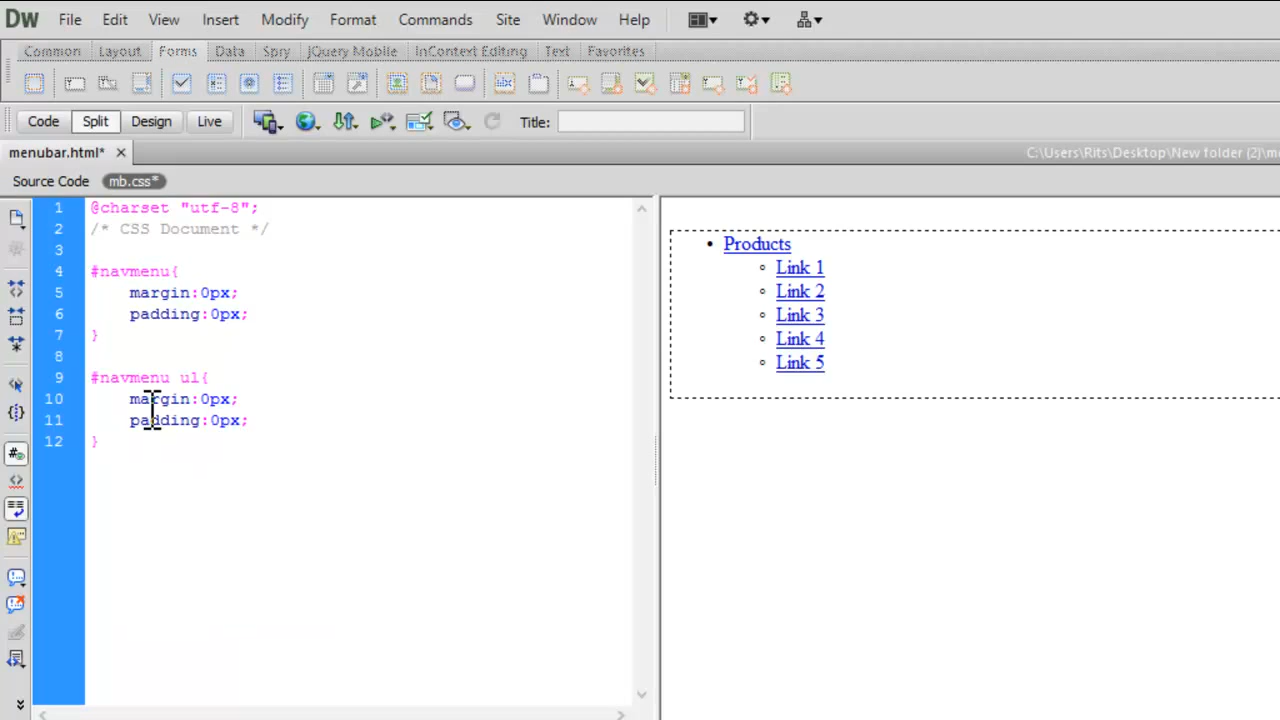 Dw File Edit View Insert Modify Format Commands Site Window Help
Common Layout Forms Data Spry jQuery Mobile InContext Editing Text Favorites
Code Split Design Live Title:
menubar.html* C:\Users\Rits\Desktop\New folder (2)\m
Source Code mb.css*
1 @charset "utf-8";
2 /* CSS Document */
3
4 #navmenu{
5 margin:0px;
6 padding:0px;
7 }
8
9 #navmenu ul{
10 margin:0px;
11 padding:0px;
12 }
• Products
Link 1
Link 2
Link 3
Link 4
Link 5